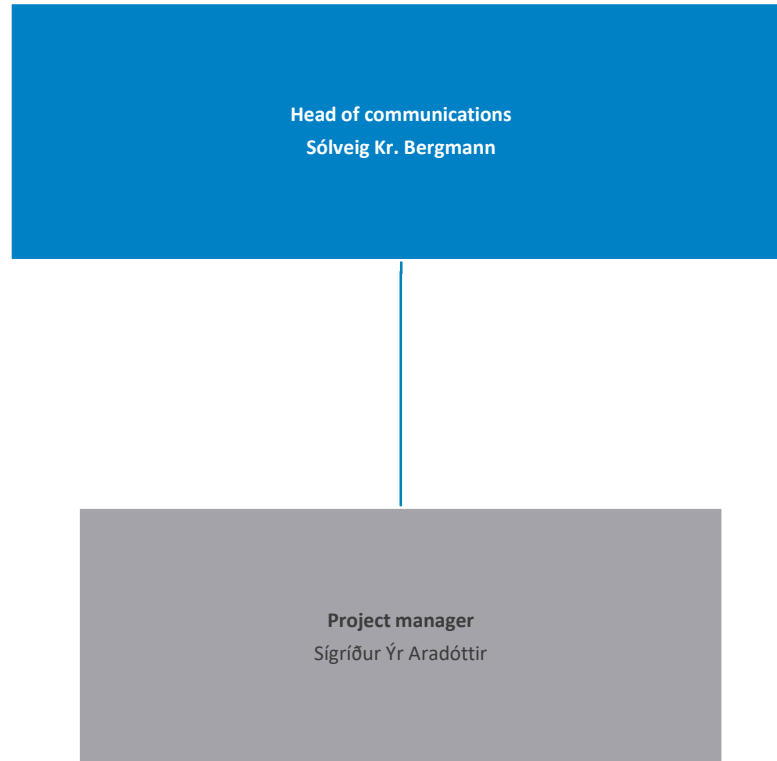 Head of communications
Sólveig Kr. Bergmann
Project manager
Sígríður Ýr Aradóttir